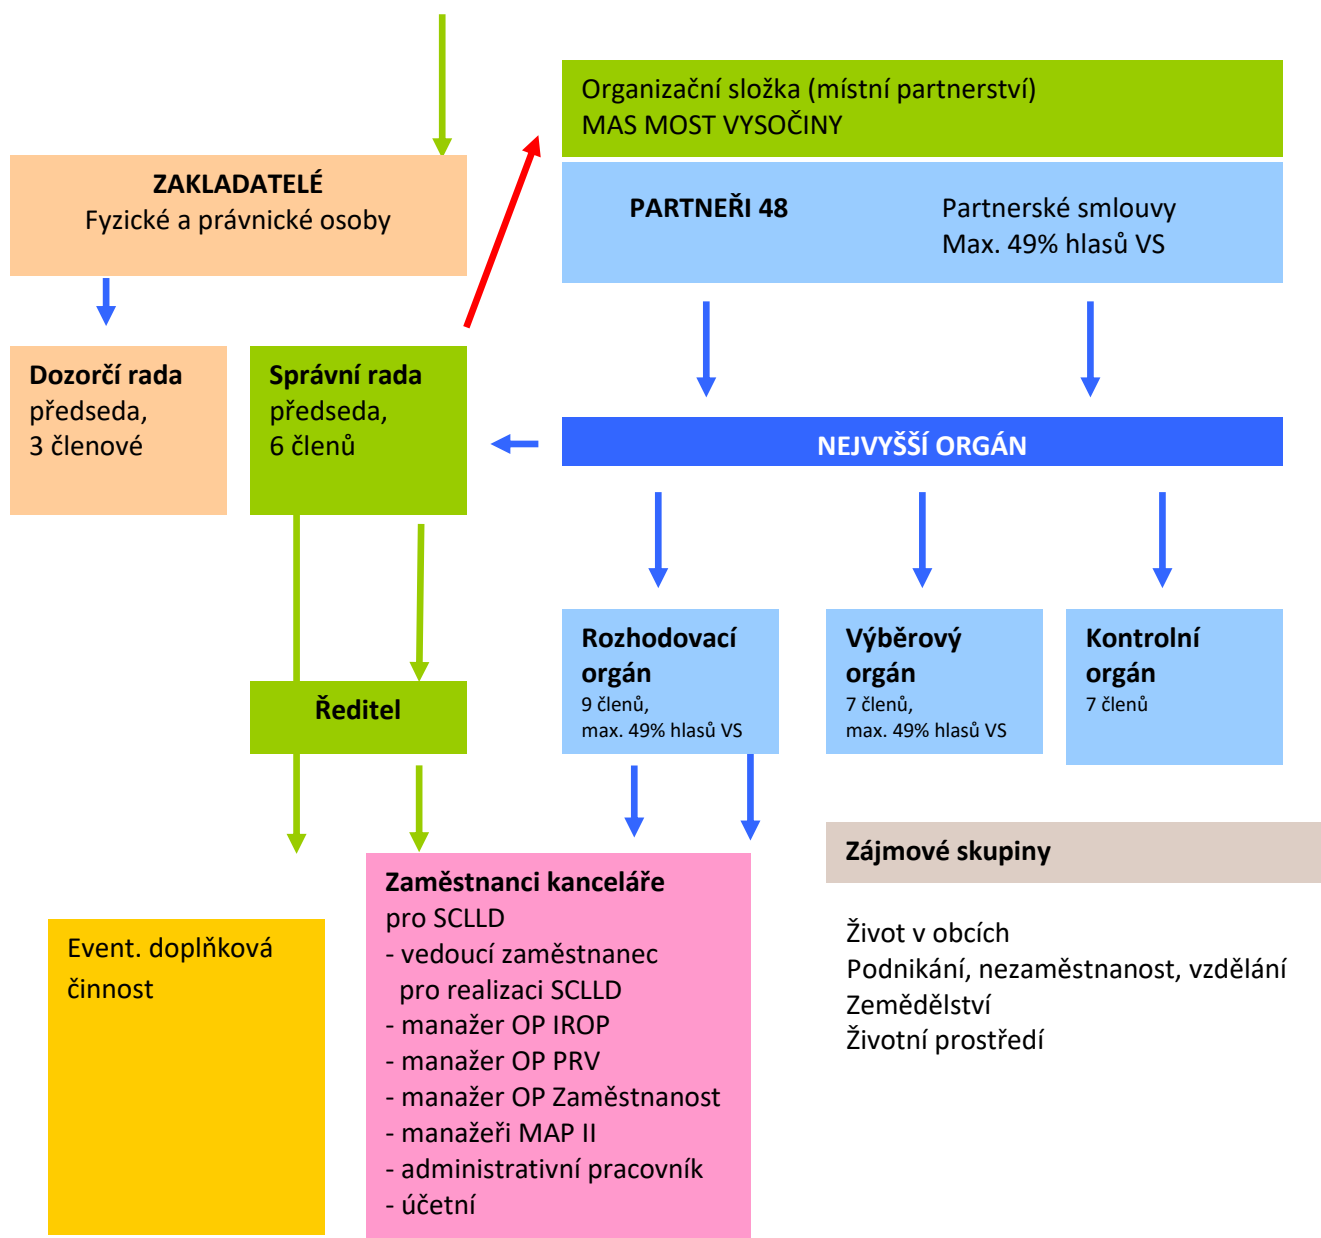 Organizační složka (místní partnerství)
MAS MOST VYSOČINY
ZAKLADATELÉ
Fyzické a právnické osoby
PARTNEŘI 48
Partnerské smlouvy
Max. 49% hlasů VS
Dozorčí rada
předseda,
3 členové
Správní rada
předseda,
6 členů
NEJVYŠŠÍ ORGÁN
Rozhodovací
orgán
9 členů,
max. 49% hlasů VS
Výběrový
orgán
7 členů,
max. 49% hlasů VS
Kontrolní
orgán
7 členů
Ředitel
Zaměstnanci kanceláře
pro SCLLD
- vedoucí zaměstnanec
pro realizaci SCLLD
- manažer OP IROP
- manažer OP PRV
- manažer OP Zaměstnanost
- manažeři MAP II
- administrativní pracovník
- účetní
Zájmové skupiny
Život v obcích
Podnikání, nezaměstnanost, vzdělání
Zemědělství
Životní prostředí
Event. doplňková
činnost